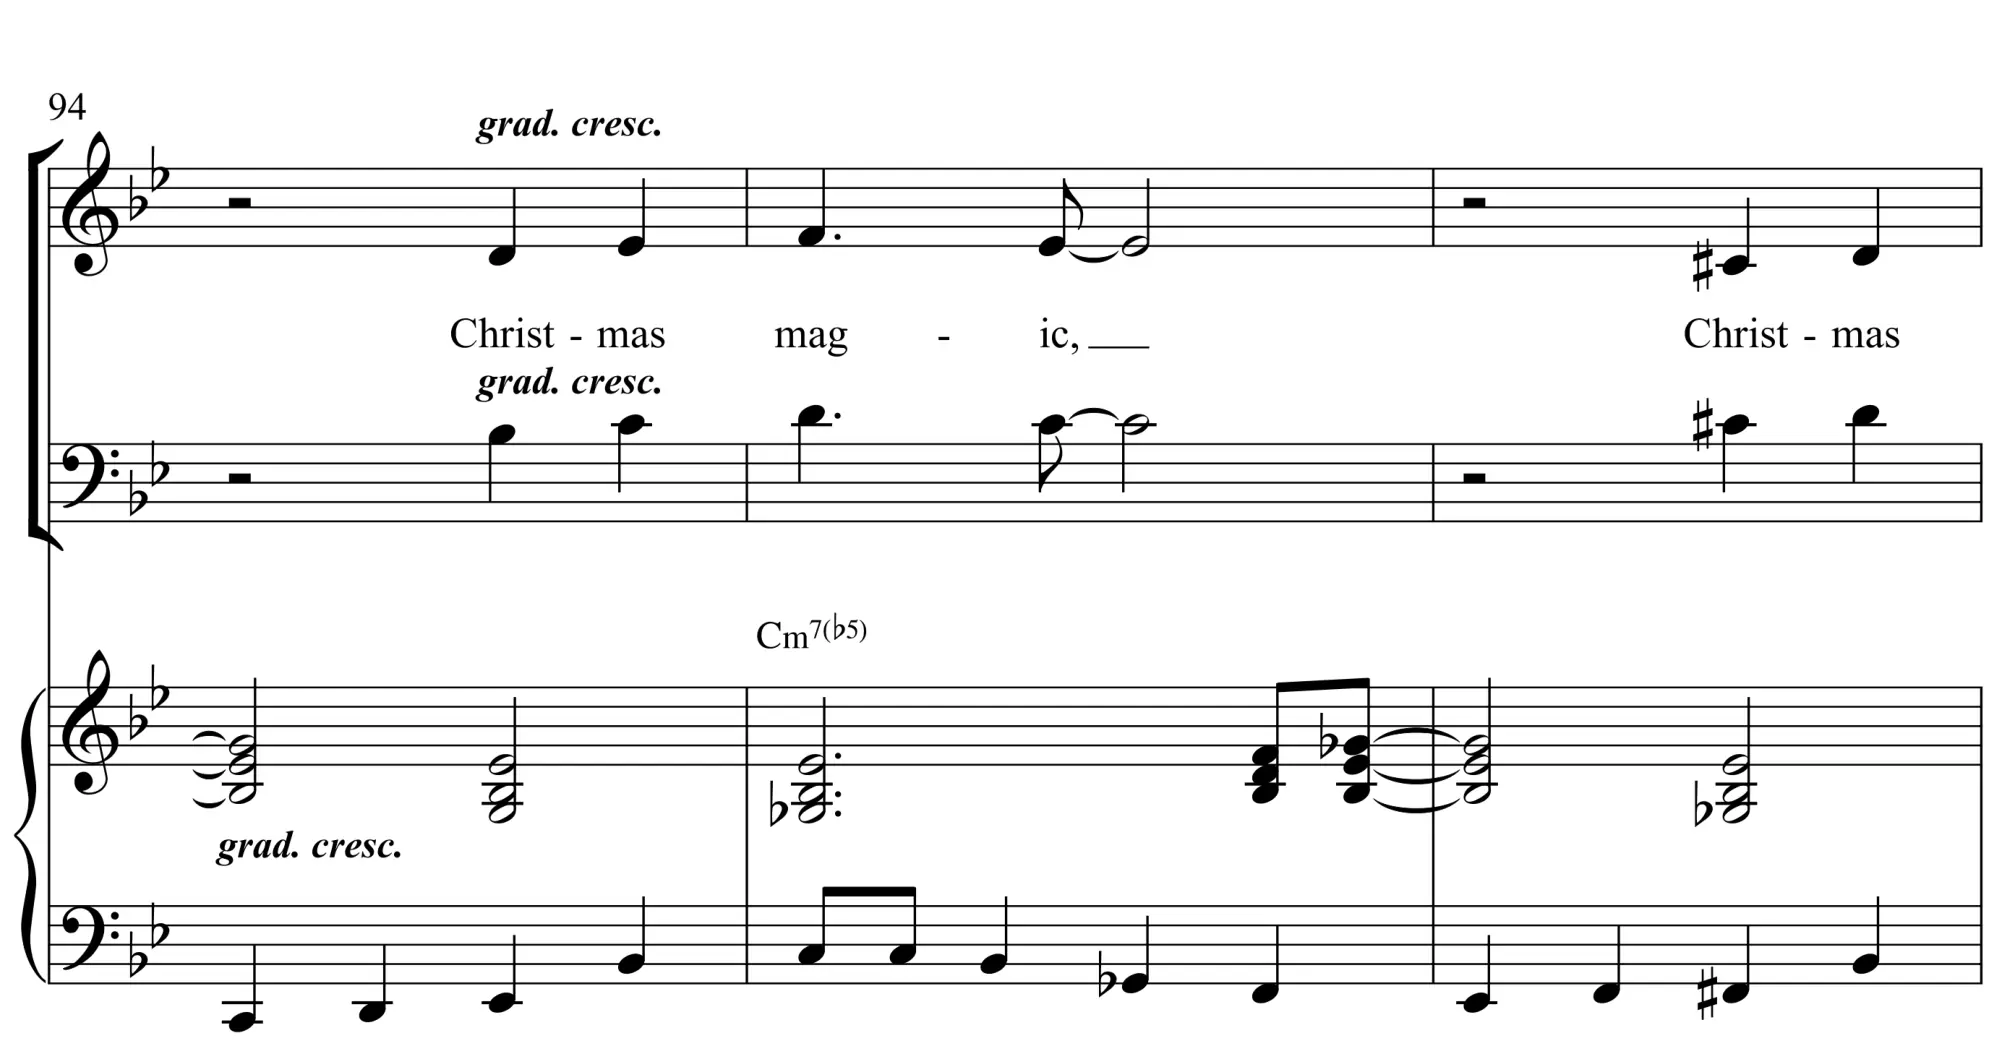 94
grad. cresc.
Christ - mas mag - ic, Christ - mas
grad. cresc.
Cm7(♭5)
grad. cresc.